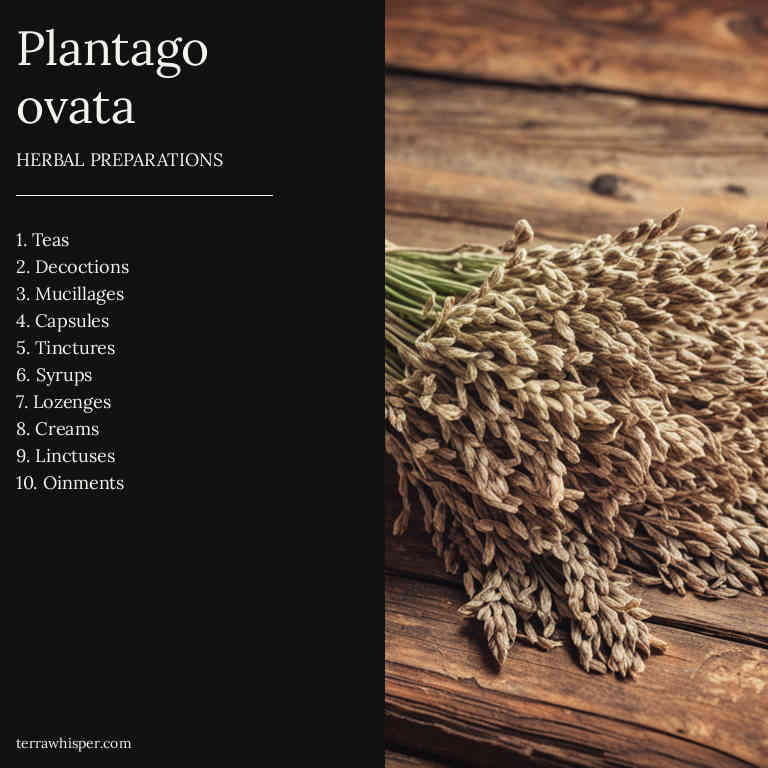 Plantago
ovata
HERBAL PREPARATIONS
1. Teas
2. Decoctions
3. Mucillages
4. Capsules
5. Tinctures
6. Syrups
7. Lozenges
8. Creams
9. Linctuses
10. Oinments
terrawhisper.com